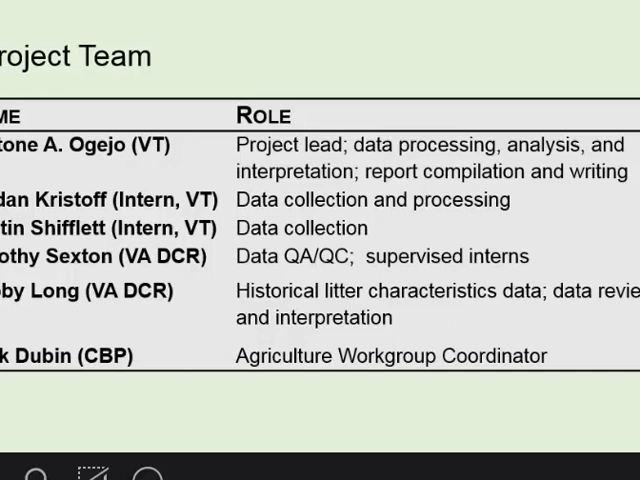 roject Team
ME ROLE
tone A. Ogejo (VT) Project lead; data processing, analysis, and
interpretation; report compilation and writing
dan Kristoff (Intern, VT) Data collection and processing
tin Shifflett (Intern, VT) Data collection
othy Sexton (VA DCR) Data QA/QC; supervised interns
by Long (VA DCR) Historical litter characteristics data; data revie
and interpretation
k Dubin (CBP) Agriculture Workgroup Coordinator